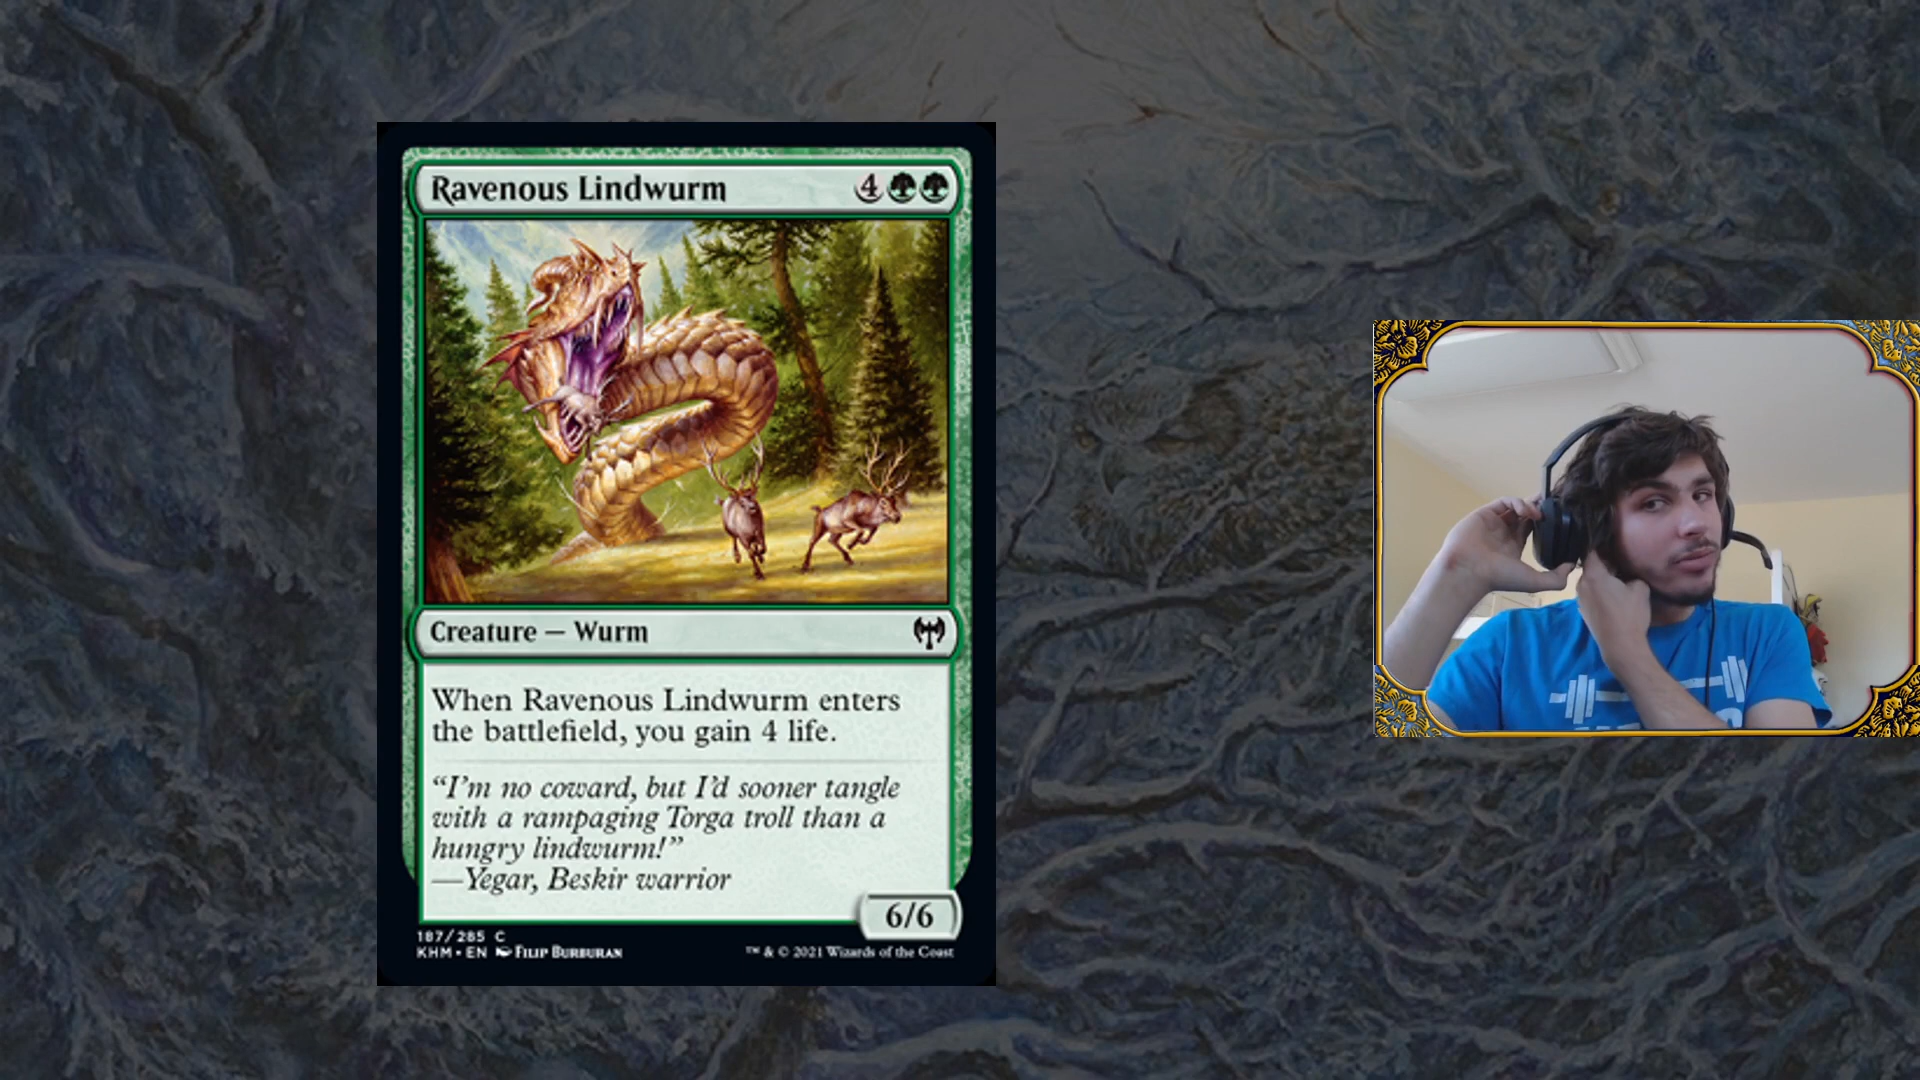 Ravenous Lindwurm 4
Creature — Wurm
When Ravenous Lindwurm enters
the battlefield, you gain 4 life.
“I’m no coward, but I’d sooner tangle
with a rampaging Torga troll than a
hungry lindwurm!”
—Yegar, Beskir warrior
6/6
187/285 C
KHM • EN Filip Burburan
™ & © 2021 Wizards of the Coast